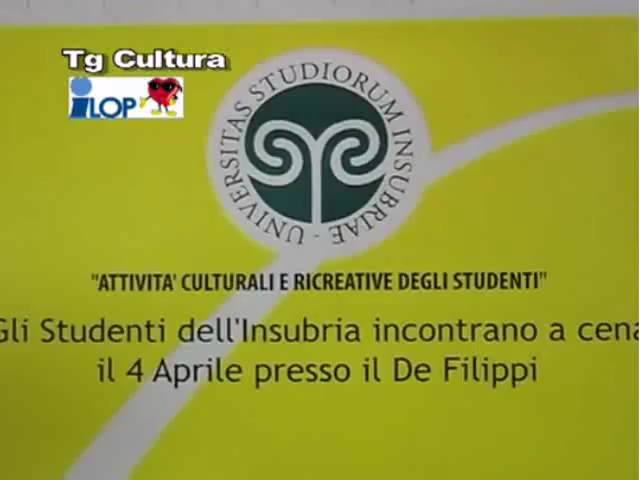 Tg Cultura
iLOP
UNIVERSITAS STUDIORUM INSUBRIAE -
"ATTIVITA' CULTURALI E RICREATIVE DEGLI STUDENTI"
Gli Studenti dell'Insubria incontrano a cena
il 4 Aprile presso il De Filippi